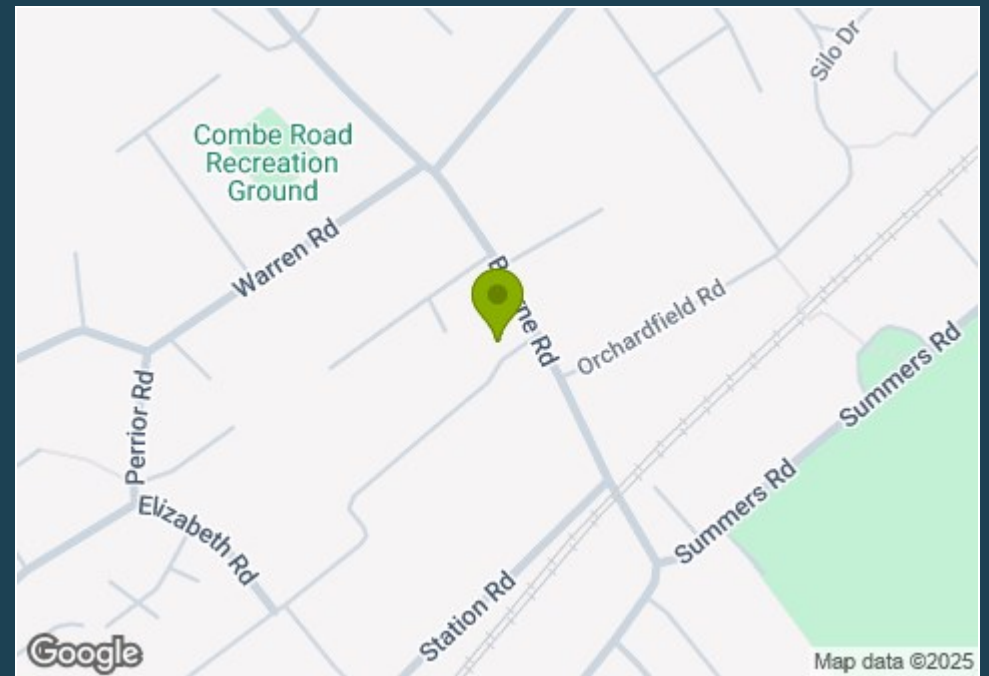 Silo Dr
Combe Road
Recreation
Ground
Warren Rd
Rd
Orchardfield Rd
Summers Rd
Perrior Rd
Elizabeth Rd
Summers Rd
Station Rd
Google
Map data ©2025